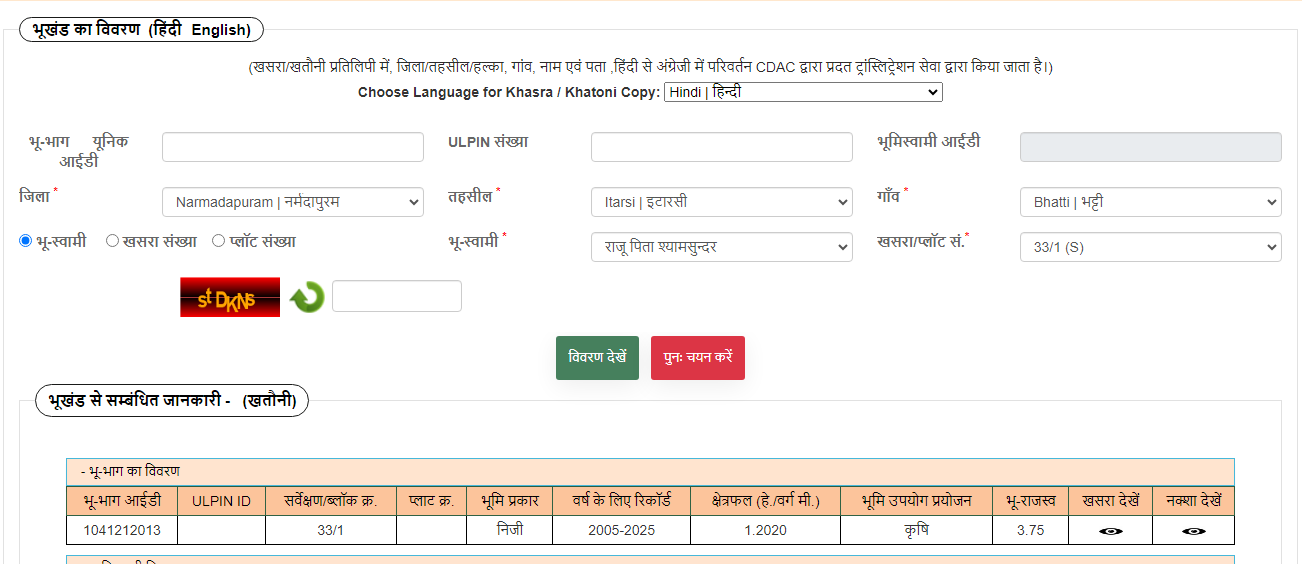 भूखंड का विवरण (हिंदी English)
(खसरा/खतौनी प्रतिलिपी में, जिला/तहसील/हल्का, गांव, नाम एवं पता ,हिंदी से अंग्रेजी में परिवर्तन CDAC द्वारा प्रदत ट्रांस्लिट्रेशन सेवा द्वारा किया जाता है।)
Choose Language for Khasra / Khatoni Copy: Hindi | हिन्दी
भू-भाग यूनिक आईडी ULPIN संख्या भूमिस्वामी आईडी
जिला * Narmadapuram | नर्मदापुरम तहसील * Itarsi | इटारसी गाँव * Bhatti | भट्टी
भू-स्वामी खसरा संख्या प्लॉट संख्या भू-स्वामी * राजू पिता श्यामसुन्दर खसरा/प्लॉट सं.* 33/1 (S)
stDKNS
विवरण देखें पुनः चयन करें
भूखंड से सम्बंधित जानकारी - (खतौनी)
- भू-भाग का विवरण
भू-भाग आईडी ULPIN ID सर्वेक्षण/ब्लॉक क्र. प्लाट क्र. भूमि प्रकार वर्ष के लिए रिकॉर्ड क्षेत्रफल (हे./वर्ग मी.) भूमि उपयोग प्रयोजन भू-राजस्व खसरा देखें नक्शा देखें
1041212013 33/1 निजी 2005-2025 1.2020 कृषि 3.75